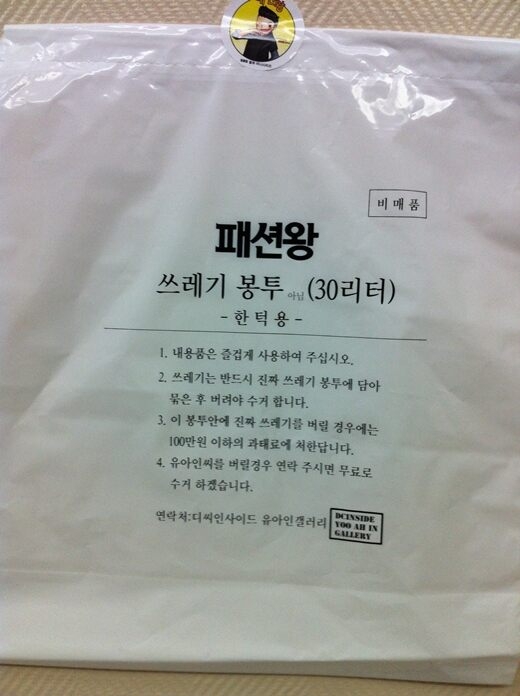 비매품
패션왕
쓰레기 봉투 아님 (30리터)
- 한 턱 용 -
1. 내용품은 즐겁게 사용하여 주십시오.
2. 쓰레기는 반드시 진짜 쓰레기 봉투에 담아
묶은 후 버려야 수거 합니다.
3. 이 봉투안에 진짜 쓰레기를 버릴 경우에는
100만원 이하의 과태료에 처한답니다.
4. 유아인씨를 버릴경우 연락 주시면 무료로
수거 하겠습니다.
연락처:디씨인사이드 유아인갤러리
DCINSIDE
YOO AH IN
GALLERY